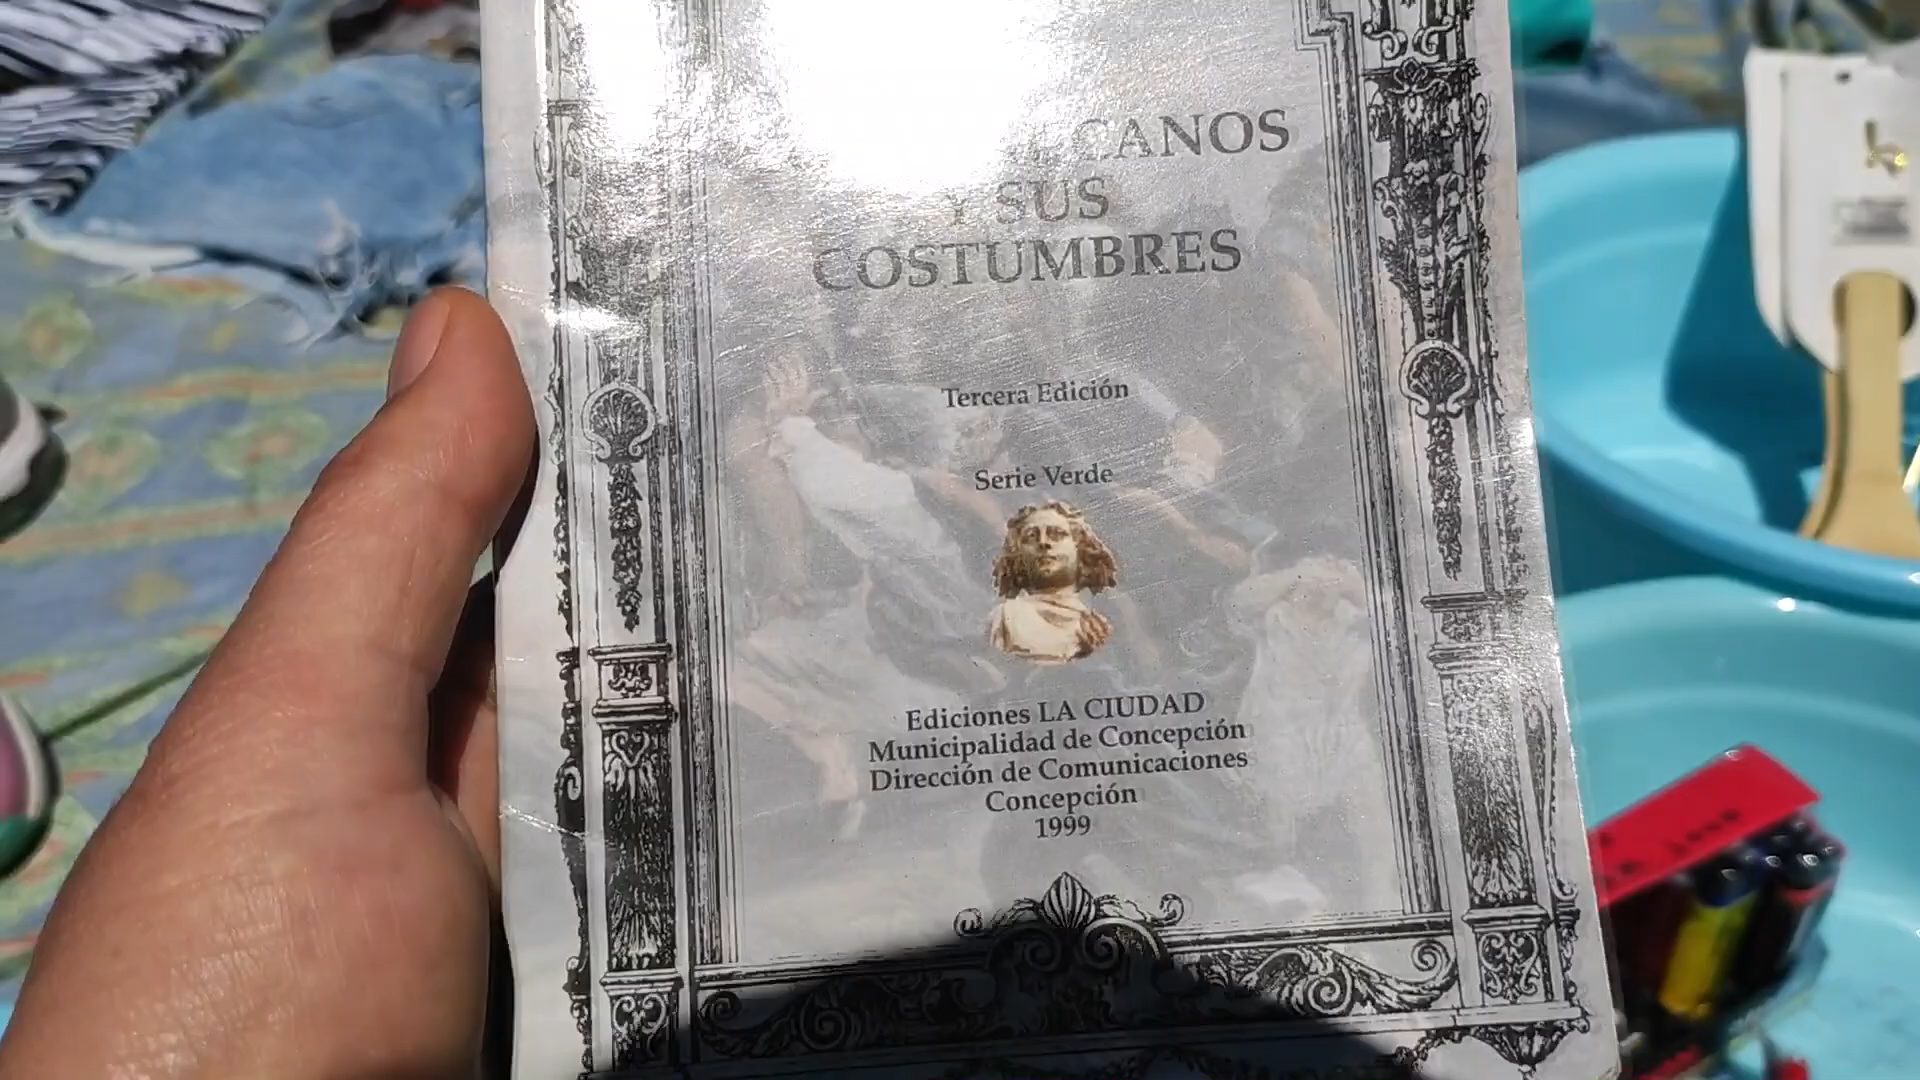 CANOS
Y SUS
COSTUMBRES
Tercera Edición
Serie Verde
Ediciones LA CIUDAD
Municipalidad de Concepción
Dirección de Comunicaciones
Concepción
1999